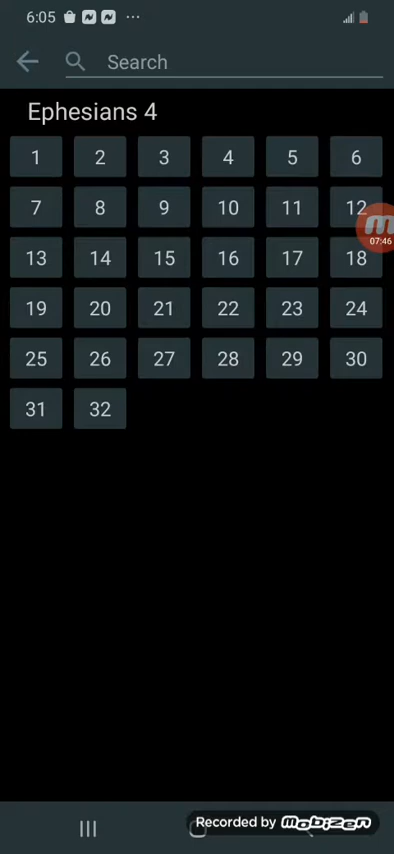 6:05
Search
Ephesians 4
1 2 3 4 5 6
7 8 9 10 11 12
07:46
13 14 15 16 17 18
19 20 21 22 23 24
25 26 27 28 29 30
31 32
Recorded by mobizen